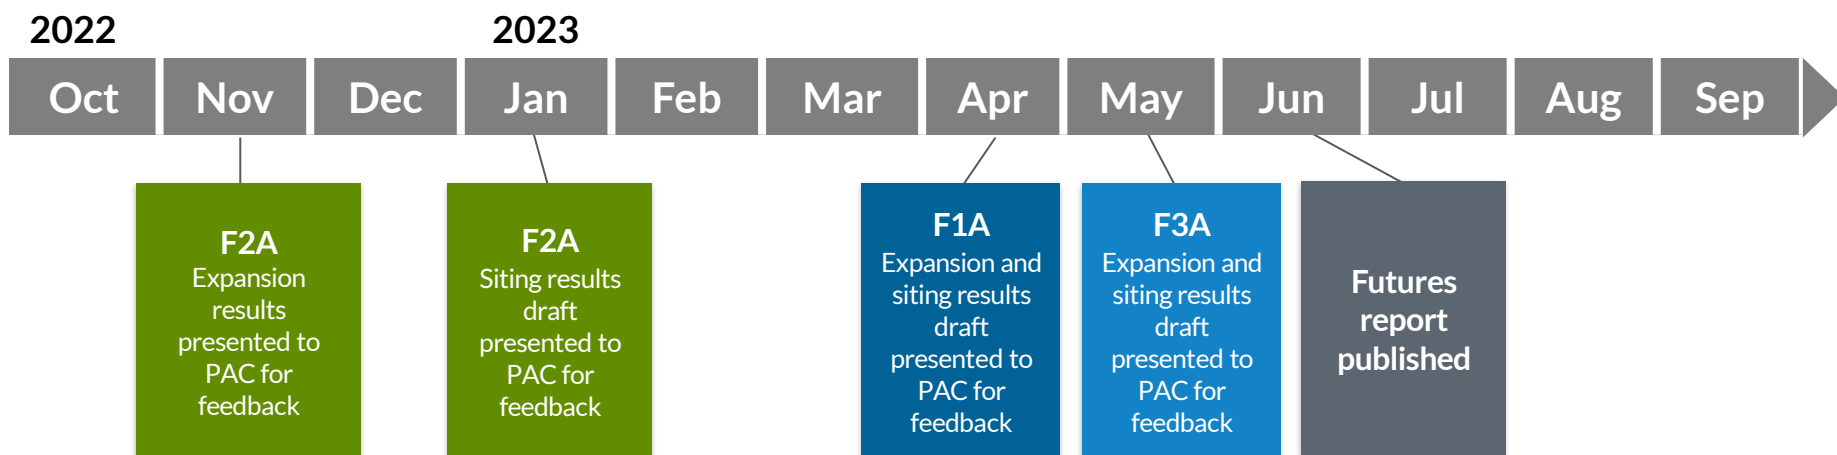 2022 2023
Oct Nov Dec Jan Feb Mar Apr May Jun Jul Aug Sep
F2A
Expansion
results
presented to
PAC for
feedback
F2A
Siting results
draft
presented to
PAC for
feedback
F1A
Expansion and
siting results
draft
presented to
PAC for
feedback
F3A
Expansion and
siting results
draft
presented to
PAC for
feedback
Futures
report
published